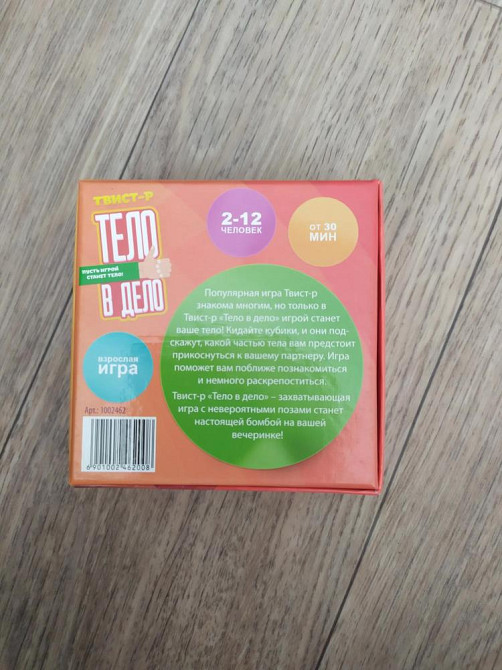 ТВИСТ-Р
ТЕЛО
ПУСТЬ ИГРОЙ
СТАНЕТ ТЕЛО!
В ДЕЛО
2-12
ЧЕЛОВЕК
ОТ 30
МИН
Популярная игра Твист-р
знакома многим, но только в
Твист-р «Тело в дело» игрой станет
ваше тело! Кидайте кубики, и они под-
скажут, какой частью тела вам предстоит
прикоснуться к вашему партнеру. Игра
поможет вам поближе познакомиться
и немного раскрепоститься.
Твист-р «Тело в дело» – захватывающая
игра с невероятными позами станет
настоящей бомбой на вашей
вечеринке!
взрослая
игра
Арт.: 1002462
6901002462008